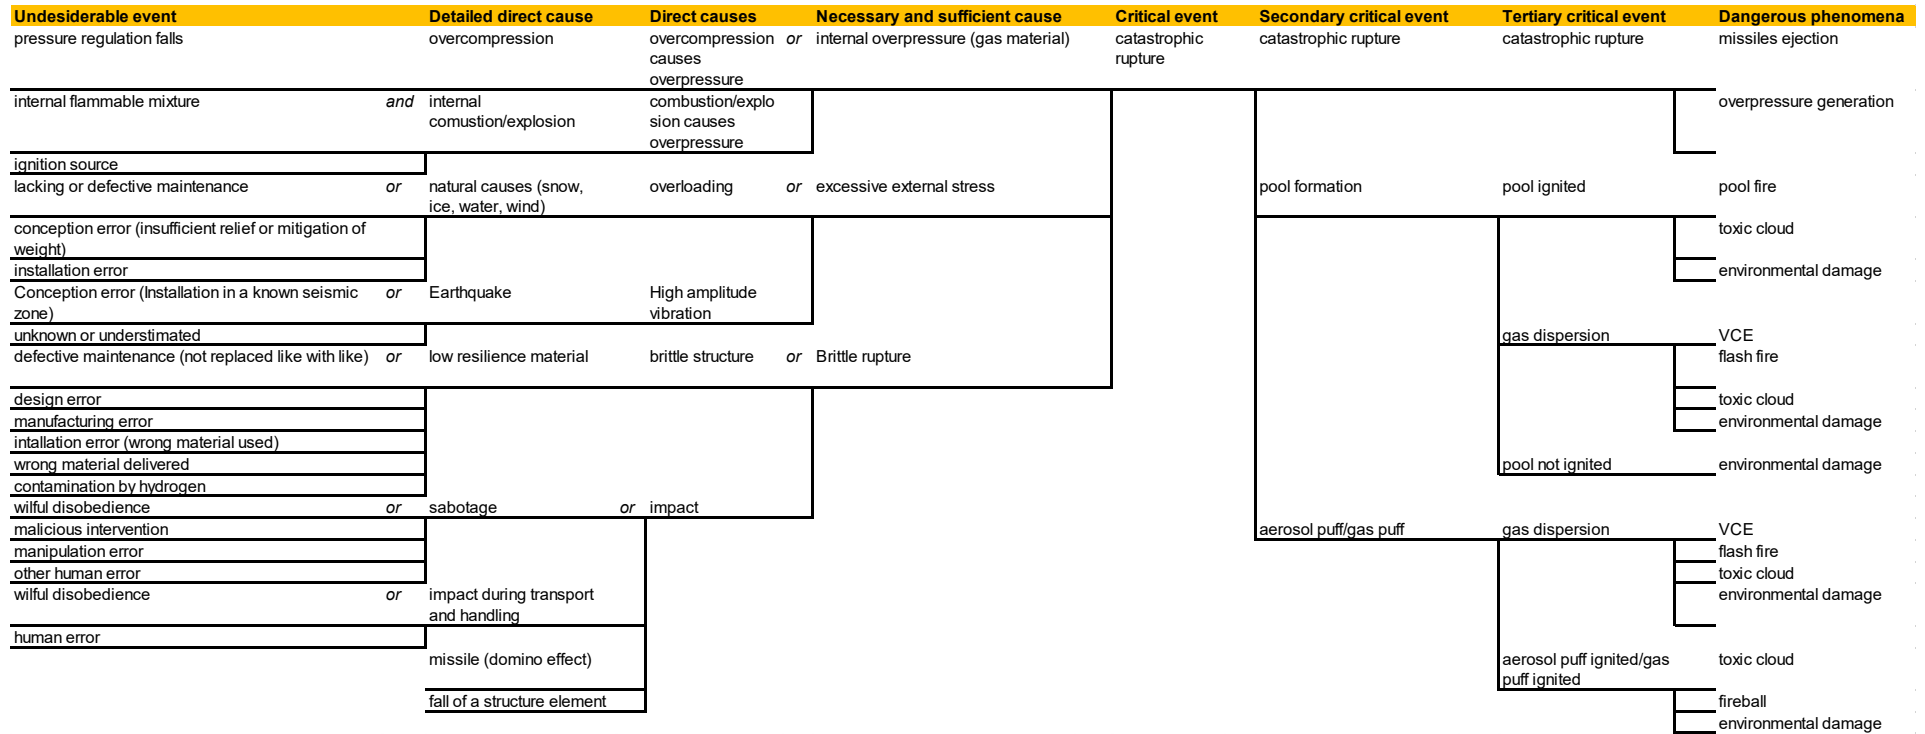 Undesirable event Detailed direct cause Direct causes Necessary and sufficient cause Critical event Secondary critical event Tertiary critical event Dangerous phenomena
pressure regulation falls overcompression overcompression or internal overpressure (gas material) catastrophic catastrophic rupture catastrophic rupture missiles ejection
causes rupture
overpressure
internal flammable mixture and internal combustion/explo overpressure generation
comustion/explosion sion causes
overpressure
ignition source
lacking or defective maintenance or natural causes (snow, overloading or excessive external stress pool formation pool ignited pool fire
ice, water, wind)
conception error (insufficient relief or mitigation of toxic cloud
weight)
installation error environmental damage
Conception error (Installation in a known seismic or Earthquake High amplitude
zone) vibration
unknown or understimated gas dispersion VCE
defective maintenance (not replaced like with like) or low resilience material brittle structure or Brittle rupture flash fire
design error toxic cloud
manufacturing error environmental damage
intallation error (wrong material used)
wrong material delivered pool not ignited environmental damage
contamination by hydrogen
wilful disobedience or sabotage or impact
malicious intervention aerosol puff/gas puff gas dispersion VCE
manipulation error flash fire
other human error toxic cloud
wilful disobedience or impact during transport environmental damage
and handling
human error
missile (domino effect) aerosol puff ignited/gas toxic cloud
puff ignited
fall of a structure element fireball
environmental damage